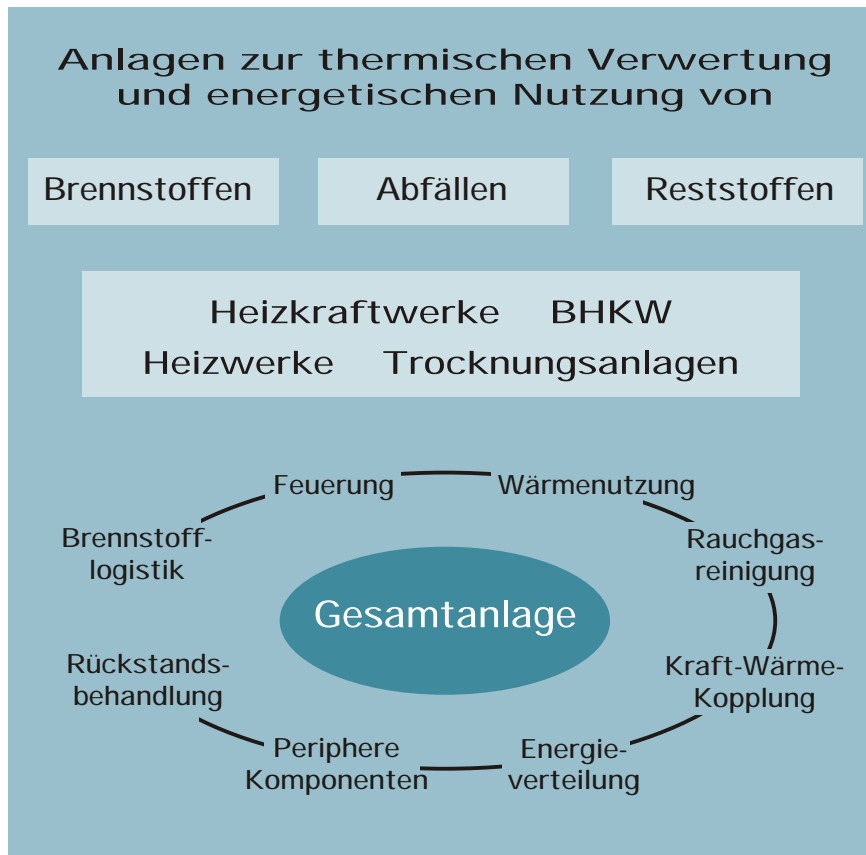 Anlagen zur thermischen Verwertung
und energetischen Nutzung von
Brennstoffen
Abfällen
Reststoffen
Heizkraftwerke BHKW
Heizwerke Trocknungsanlagen
Feuerung
Wärmenutzung
Brennstoff-
logistik
Rauchgas-
reinigung
Gesamtanlage
Rückstands-
behandlung
Kraft-Wärme-
Kopplung
Periphere
Komponenten
Energie-
verteilung